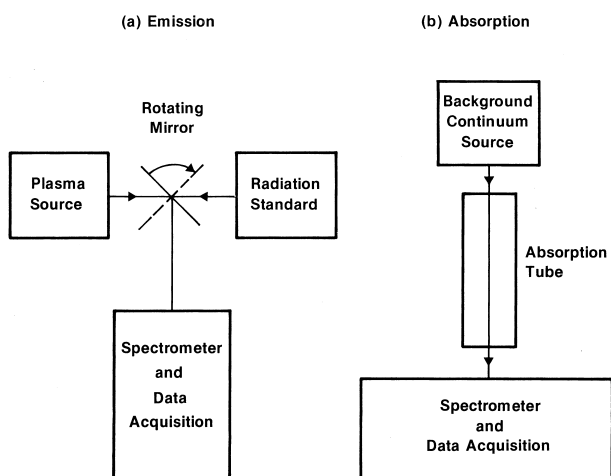 (a) Emission
Rotating
Mirror
Plasma
Source
Radiation
Standard
Spectrometer
and
Data
Acquisition
(b) Absorption
Background
Continuum
Source
Absorption
Tube
Spectrometer
and
Data Acquisition